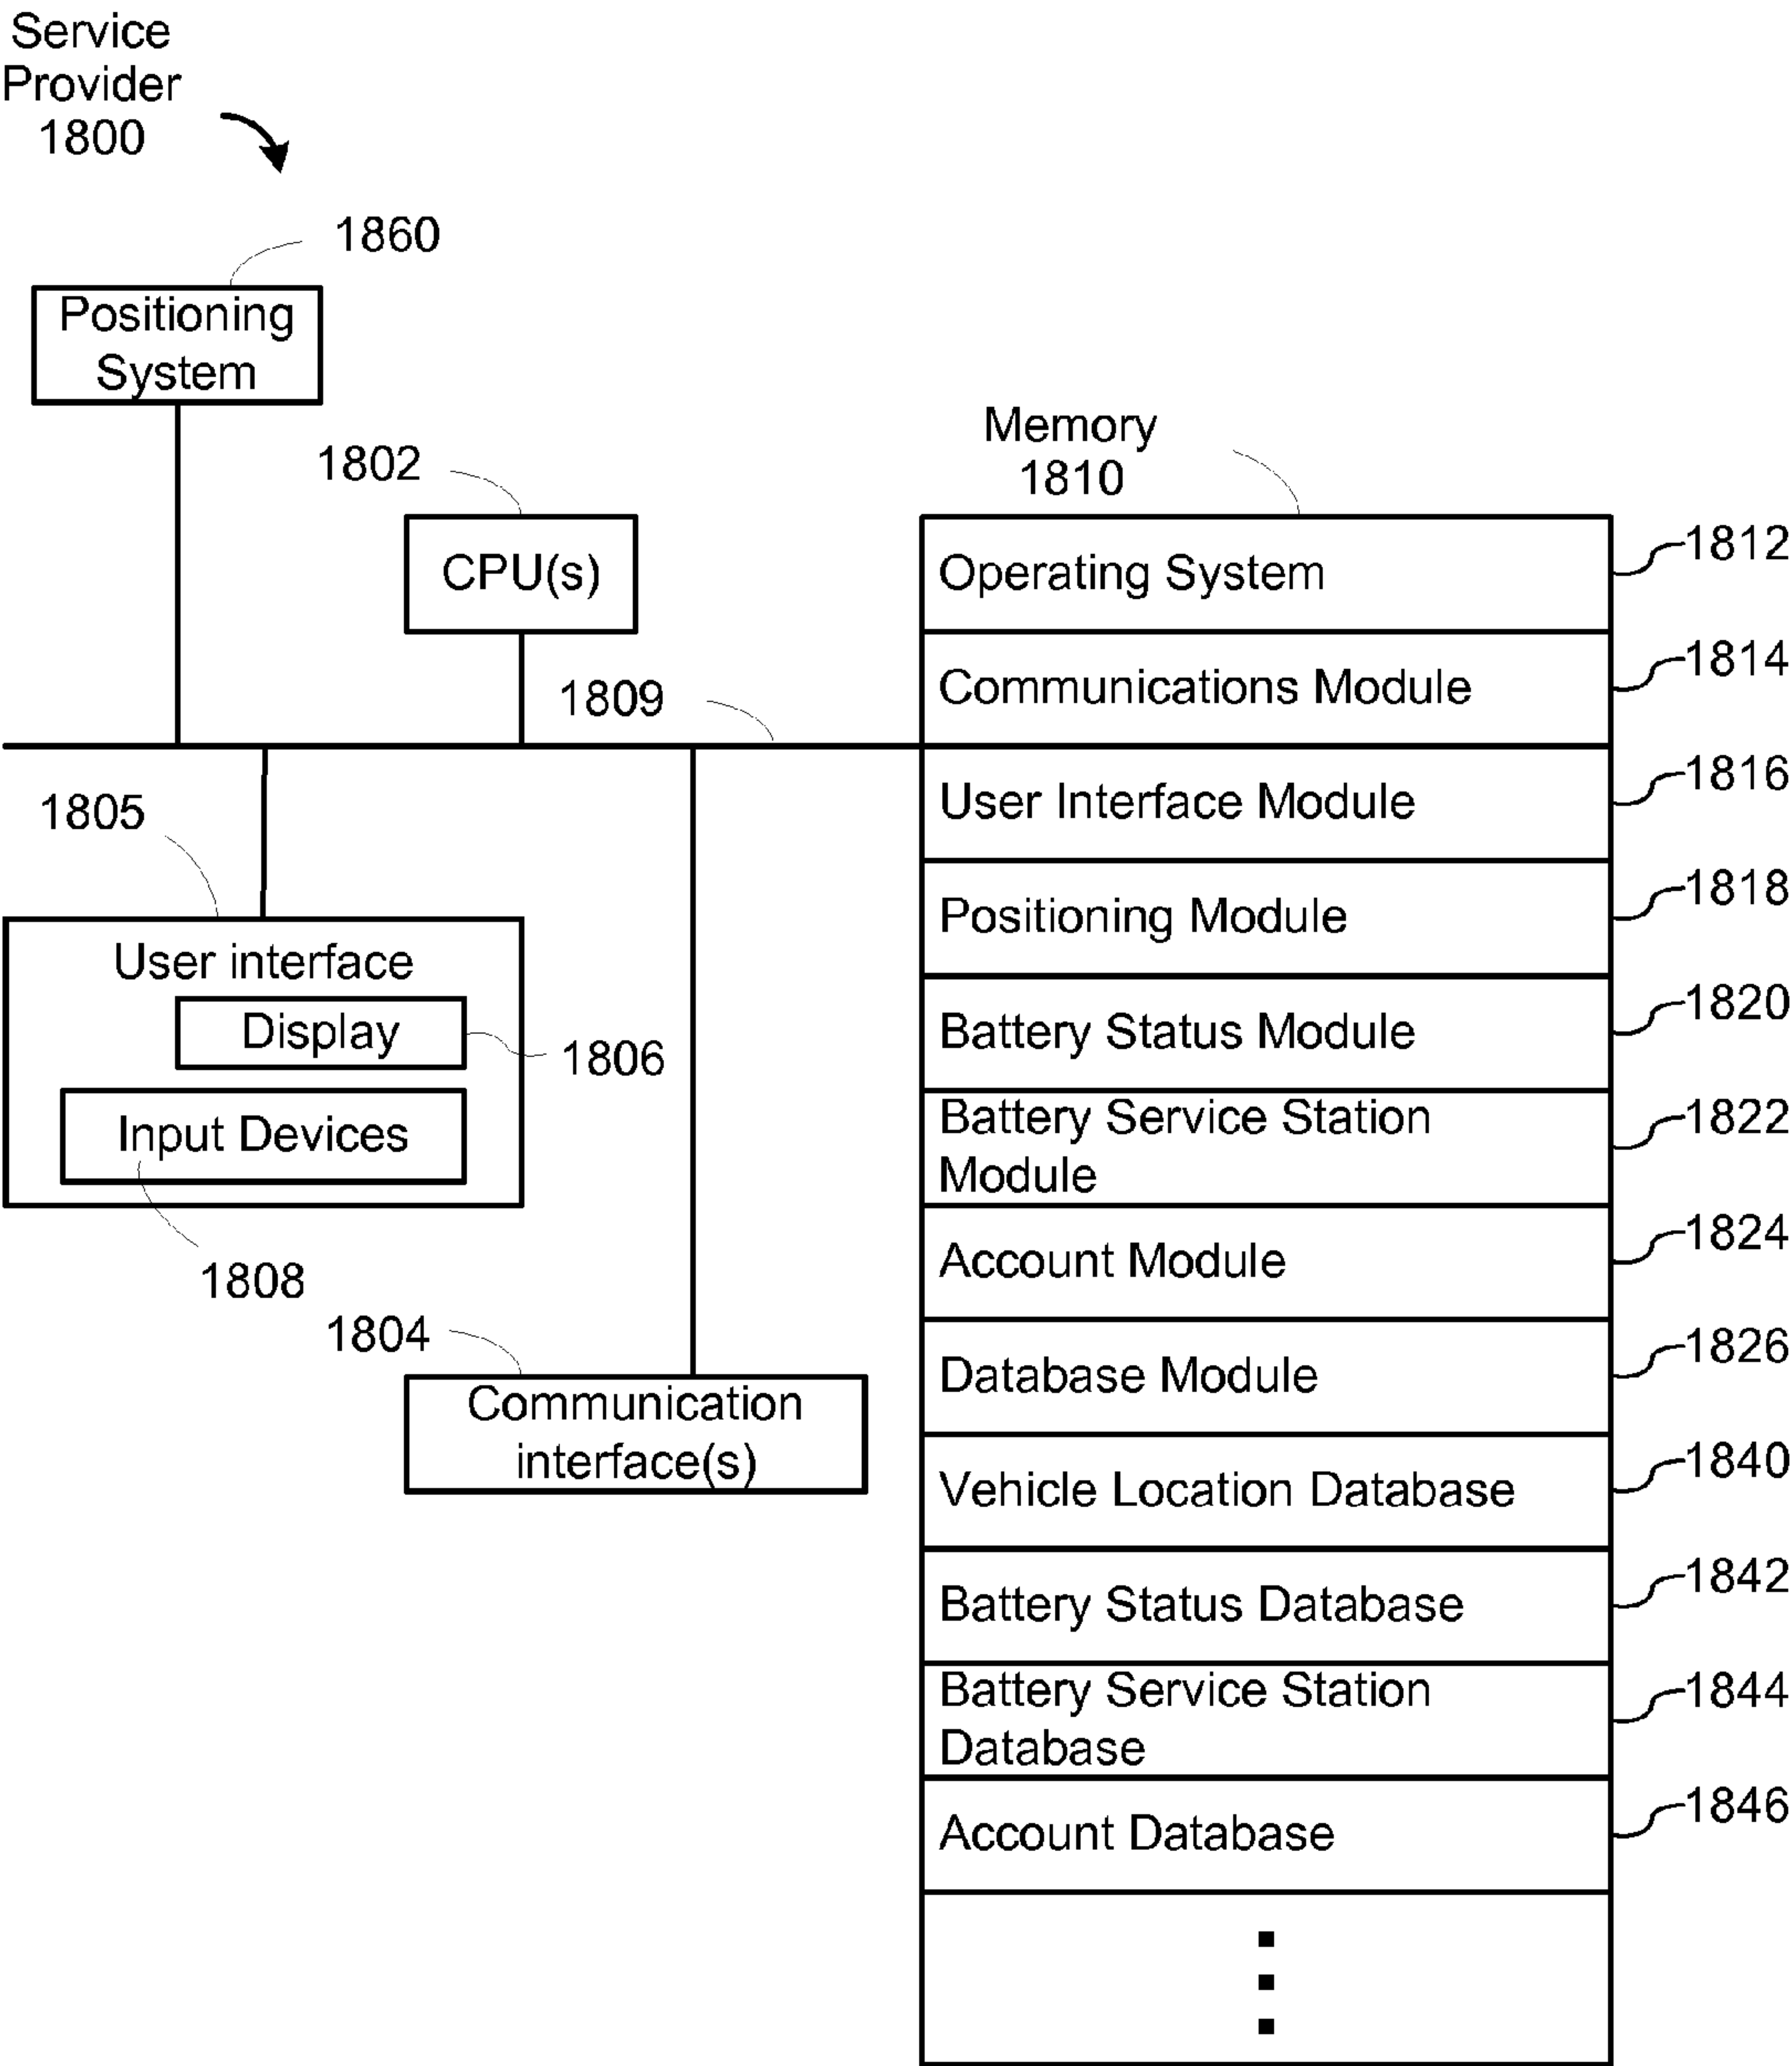 Service
Provider
1800
1860
Positioning
System
1802
CPU(s)
1809
1805
User interface
Display
1806
Input Devices
1808
1804
Communication
interface(s)
Memory
1810
Operating System
1812
Communications Module
1814
User Interface Module
1816
Positioning Module
1818
Battery Status Module
1820
Battery Service Station
Module
1822
Account Module
1824
Database Module
1826
Vehicle Location Database
1840
Battery Status Database
1842
Battery Service Station
Database
1844
Account Database
1846